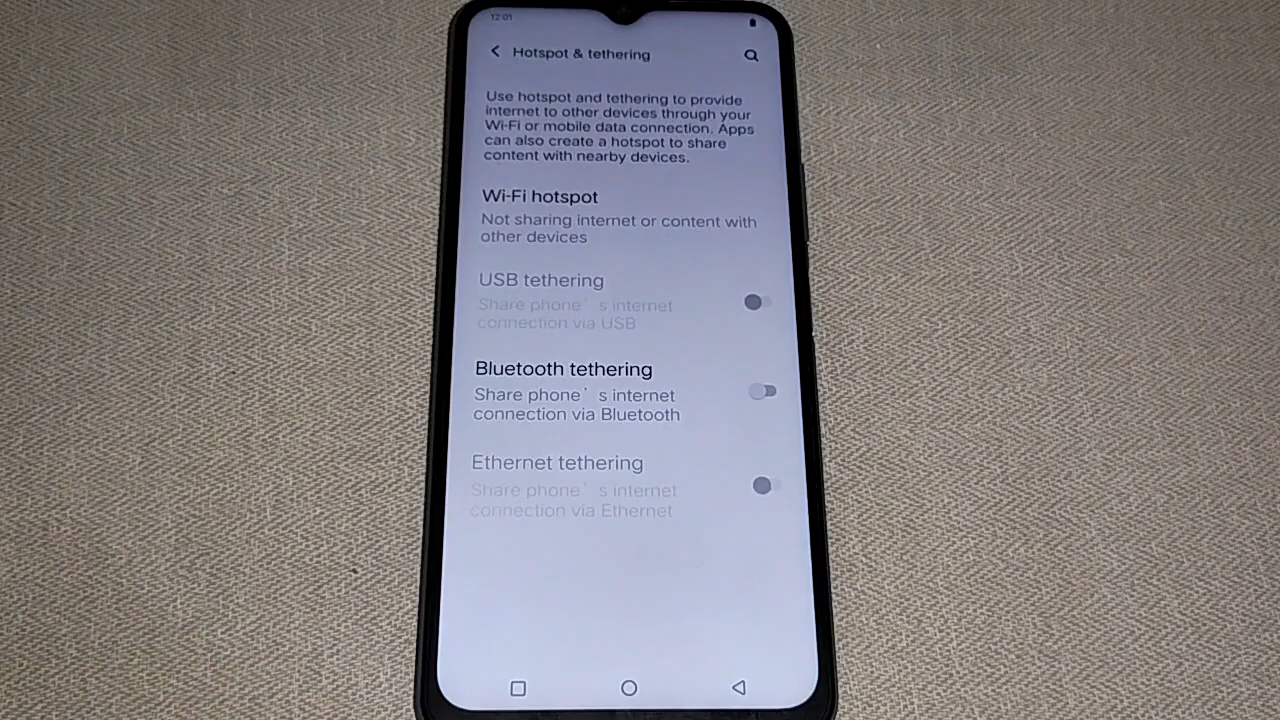 12:01
Hotspot & tethering
Use hotspot and tethering to provide
internet to other devices through your
Wi-Fi or mobile data connection. Apps
can also create a hotspot to share
content with nearby devices.
Wi-Fi hotspot
Not sharing internet or content with
other devices
USB tethering
Share phone's internet
connection via USB
Bluetooth tethering
Share phone's internet
connection via Bluetooth
Ethernet tethering
Share phone's internet
connection via Ethernet